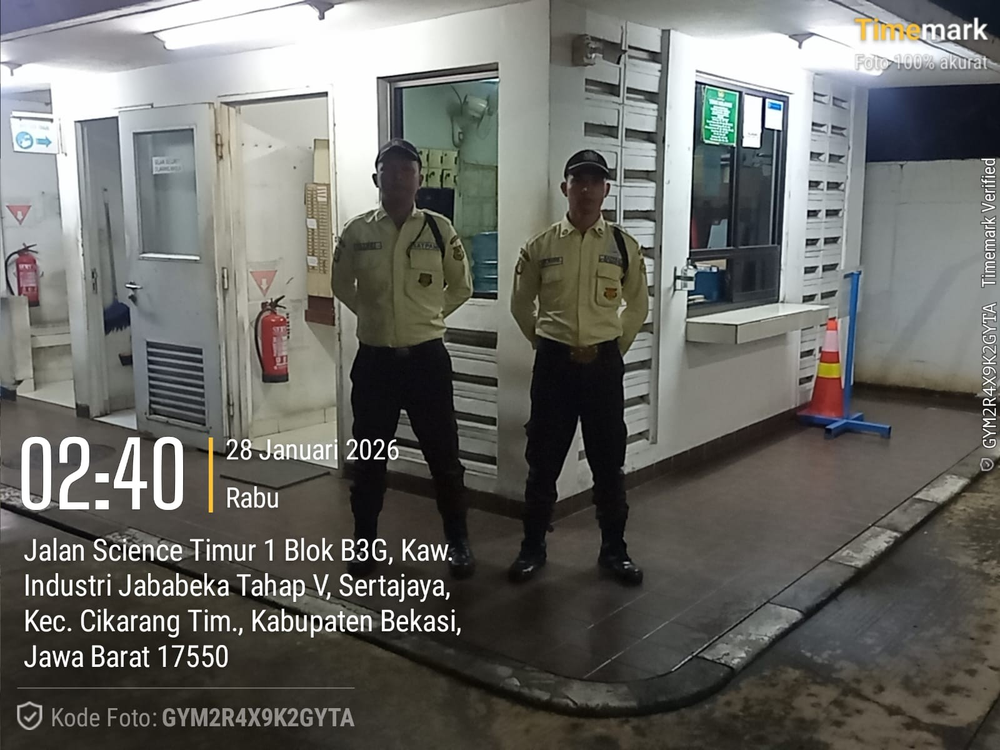 Timemark
Foto 100% akurat
SATPAM
02:40
28 Januari 2026
Rabu
Jalan Science Timur 1 Blok B3G, Kaw.
Industri Jababeka Tahap V, Sertajaya,
Kec. Cikarang Tim., Kabupaten Bekasi,
Jawa Barat 17550
Kode Foto: GYM2R4X9K2GYTA
GYM2R4X9K2GYTA Timemark Verified